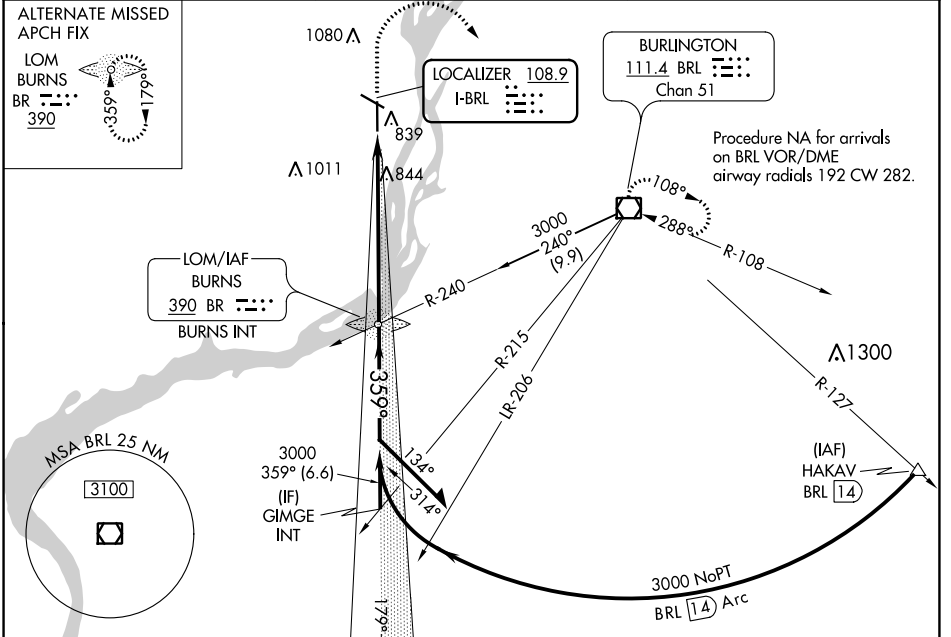 ALTERNATE MISSED
APCH FIX
LOM
BURNS
BR
390
359°
179°
1080
LOCALIZER 108.9
I-BRL
BURLINGTON
111.4 BRL
Chan 51
Procedure NA for arrivals
on BRL VOR/DME
airway radials 192 CW 282.
839
1011
844
108°
288°
R-108
3000
240°
(9.9)
R-240
LOM/IAF
BURNS
390 BR
BURNS INT
R-215
LR-206
1300
R-127
359°
134°
314°
3000
359° (6.6)
(IF)
GIMGE
INT
(IAF)
HAKAV
BRL 14
MSA BRL 25 NM
3100
3000 NoPT
BRL 14 Arc
179°